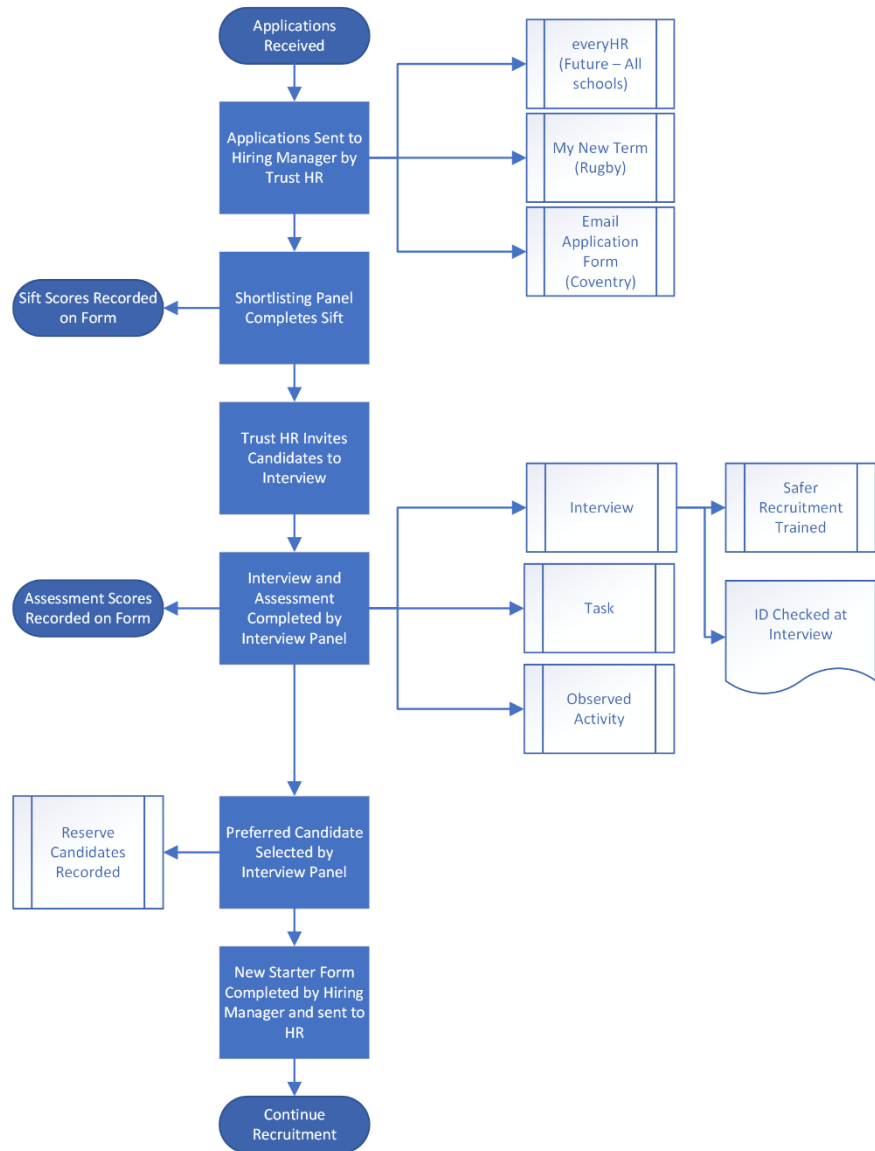 Applications
Received
everyHR
(Future – All
schools)
Applications Sent to
Hiring Manager by
Trust HR
My New Term
(Rugby)
Email
Application
Form
(Coventry)
Sift Scores Recorded
on Form
Shortlisting Panel
Completes Sift
Trust HR Invites
Candidates to
Interview
Interview
Safer
Recruitment
Trained
Assessment Scores
Recorded on Form
Interview and
Assessment
Completed by
Interview Panel
Task
ID Checked at
Interview
Observed
Activity
Reserve
Candidates
Recorded
Preferred Candidate
Selected by
Interview Panel
New Starter Form
Completed by Hiring
Manager and sent to
HR
Continue
Recruitment